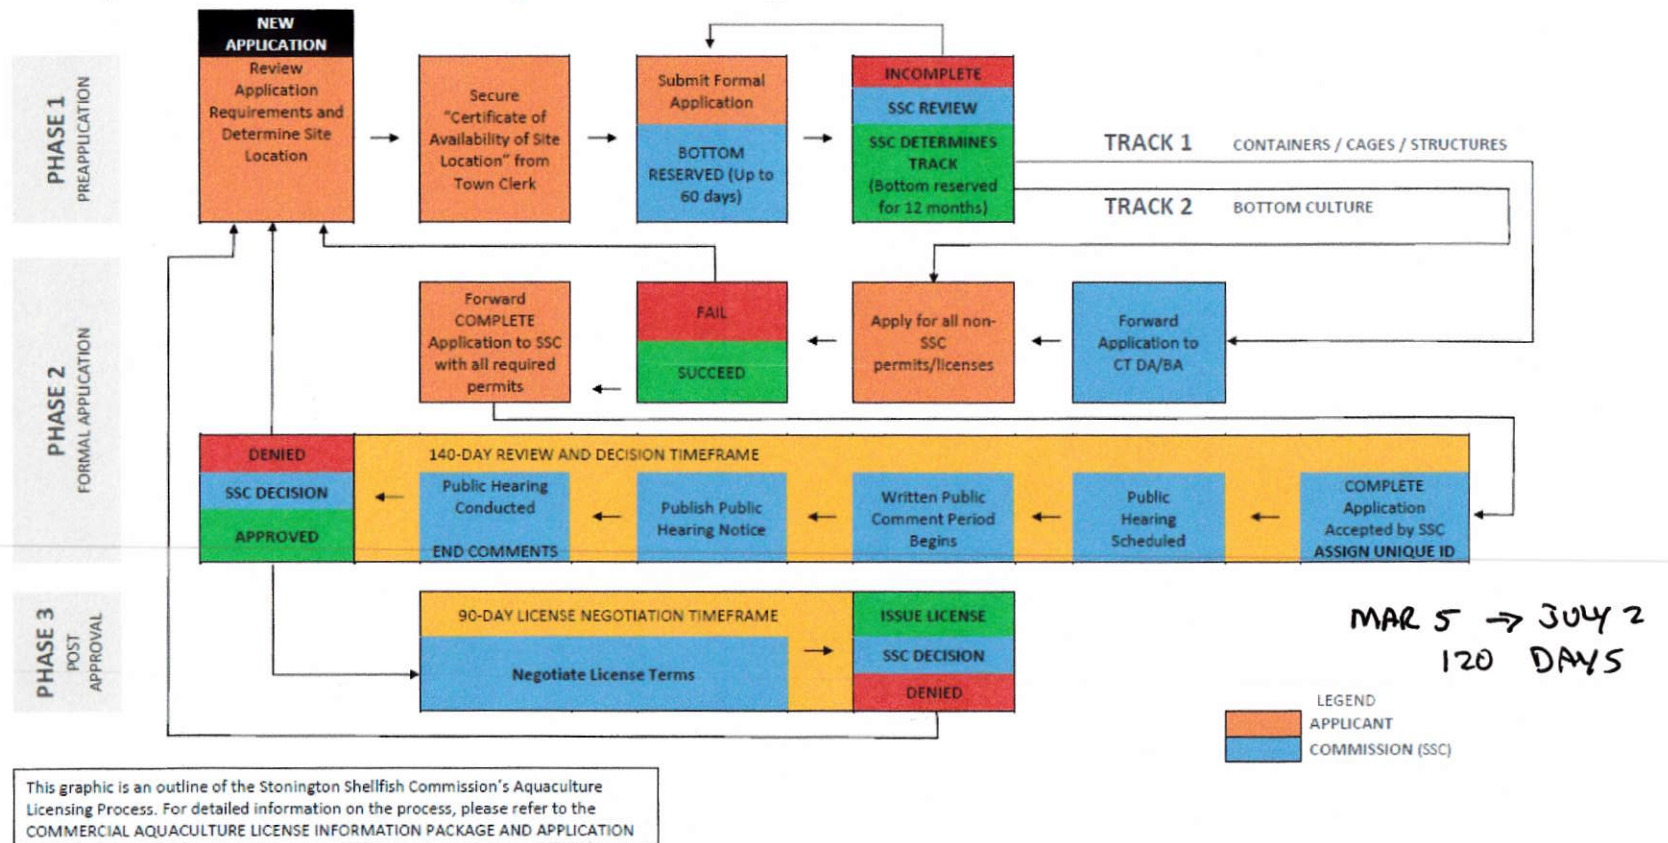 NEW
APPLICATION
Review
Application
Requirements and
Determine Site
Location
Secure
"Certificate of
Availability of Site
Location" from
Town Clerk
Submit Formal
Application
BOTTOM
RESERVED (Up to
60 days)
INCOMPLETE
SSC REVIEW
SSC DETERMINES
TRACK
(Bottom reserved
for 12 months)
TRACK 1 CONTAINERS / CAGES / STRUCTURES
TRACK 2 BOTTOM CULTURE
PHASE 1
PREAPPLICATION
Forward
COMPLETE
Application to SSC
with all required
permits
FAIL
SUCCEED
Apply for all non-
SSC
permits/licenses
Forward
Application to
CT DA/BA
PHASE 2
FORMAL APPLICATION
DENIED
SSC DECISION
APPROVED
140-DAY REVIEW AND DECISION TIMEFRAME
Public Hearing
Conducted
END COMMENTS
Publish Public
Hearing Notice
Written Public
Comment Period
Begins
Public
Hearing
Scheduled
COMPLETE
Application
Accepted by SSC
ASSIGN UNIQUE ID
PHASE 3
POST
APPROVAL
90-DAY LICENSE NEGOTIATION TIMEFRAME
Negotiate License Terms
ISSUE LICENSE
SSC DECISION
DENIED
MAR 5 → JULY 2
120 DAYS
LEGEND
APPLICANT
COMMISSION (SSC)
This graphic is an outline of the Stonington Shellfish Commission's Aquaculture
Licensing Process. For detailed information on the process, please refer to the
COMMERCIAL AQUACULTURE LICENSE INFORMATION PACKAGE AND APPLICATION